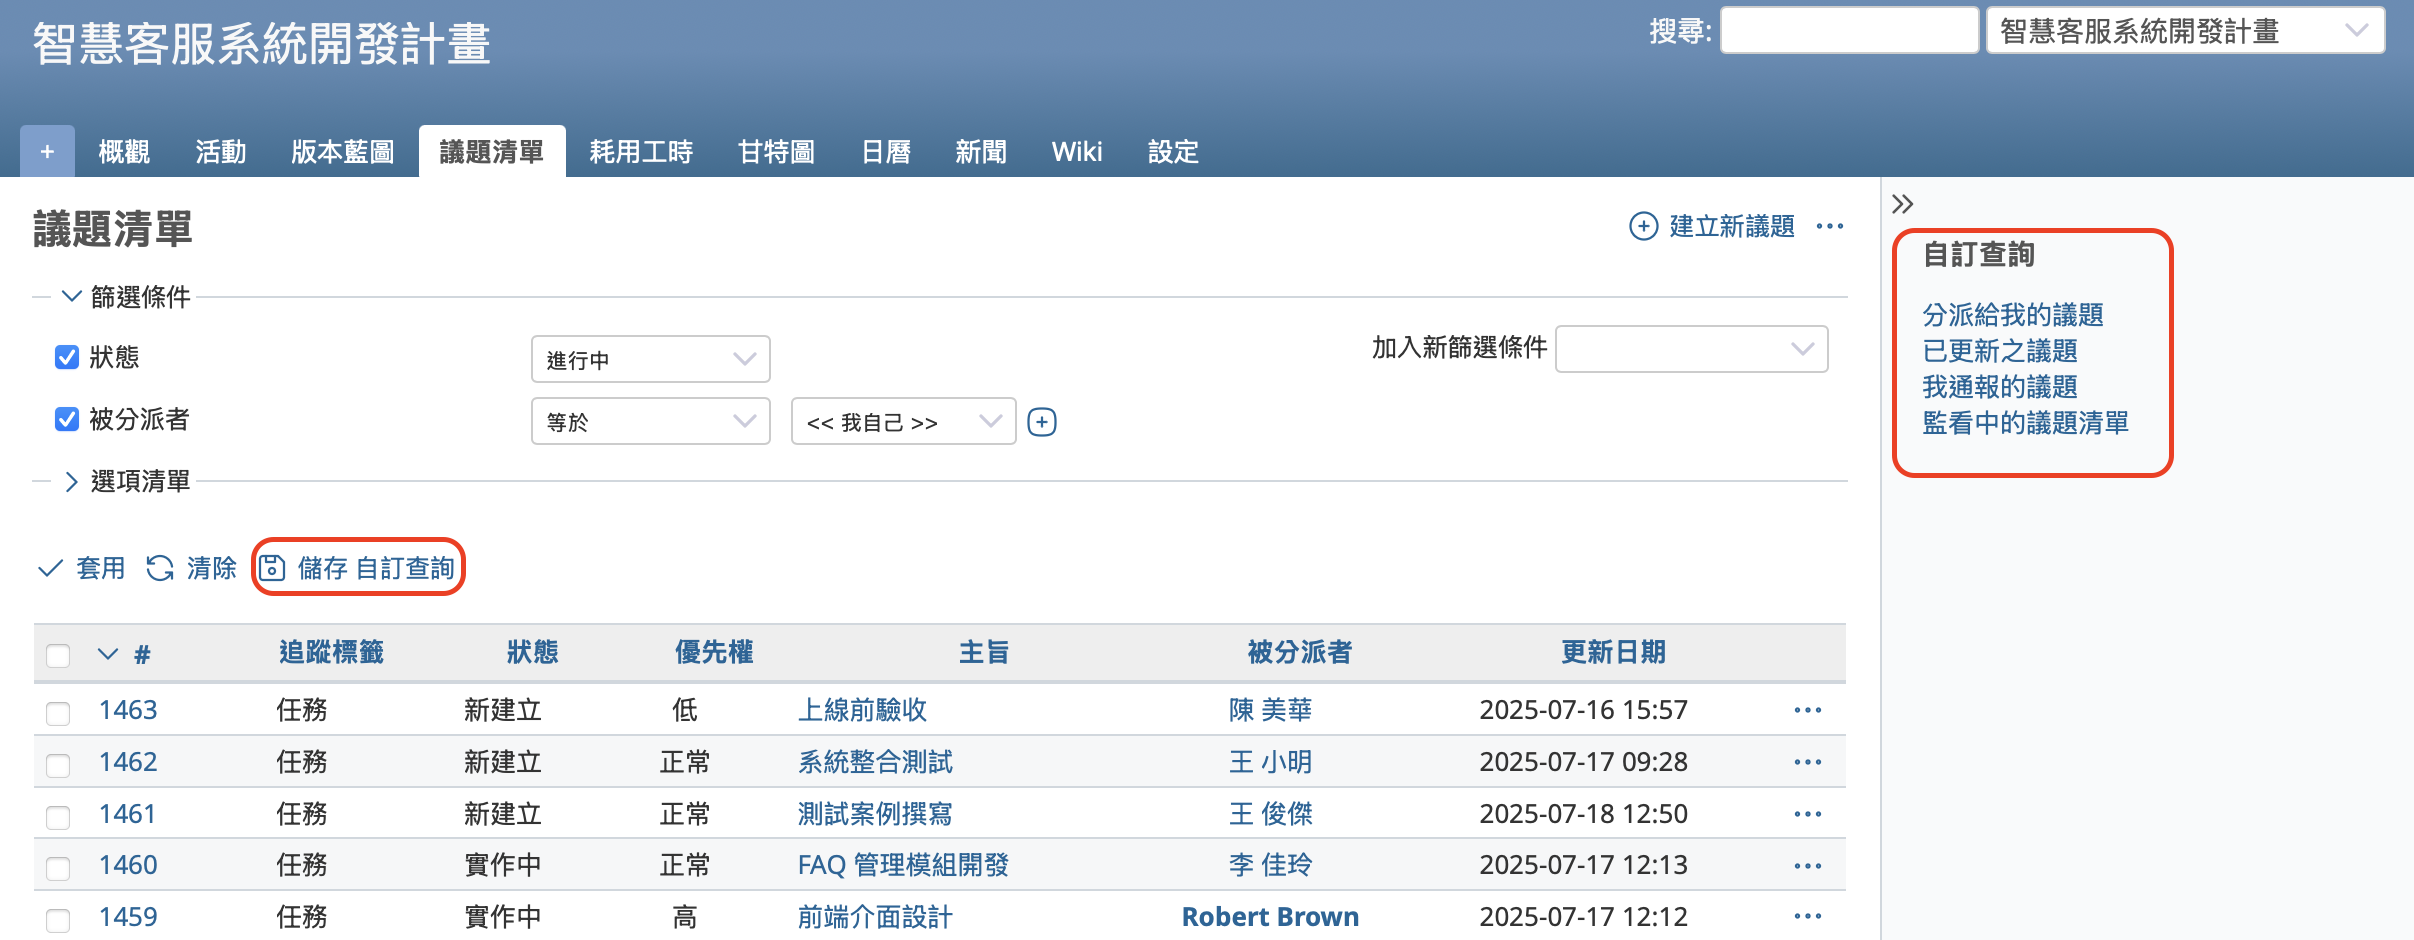 智慧客服系統開發計畫
搜尋: 智慧客服系統開發計畫
+ 概觀 活動 版本藍圖 議題清單 耗用工時 甘特圖 日曆 新聞 Wiki 設定
議題清單
建立新議題 •••
篩選條件
狀態 進行中 加入新篩選條件
被分派者 等於 << 我自己 >>
選項清單
套用 清除 儲存 自訂查詢
# 追蹤標籤 狀態 優先權 主旨 被分派者 更新日期
1463 任務 新建立 低 上線前驗收 陳 美華 2025-07-16 15:57 •••
1462 任務 新建立 正常 系統整合測試 王 小明 2025-07-17 09:28 •••
1461 任務 新建立 正常 測試案例撰寫 王 俊傑 2025-07-18 12:50 •••
1460 任務 實作中 正常 FAQ 管理模組開發 李 佳玲 2025-07-17 12:13 •••
1459 任務 實作中 高 前端介面設計 Robert Brown 2025-07-17 12:12 •••
自訂查詢
分派給我的議題
已更新之議題
我通報的議題
監看中的議題清單